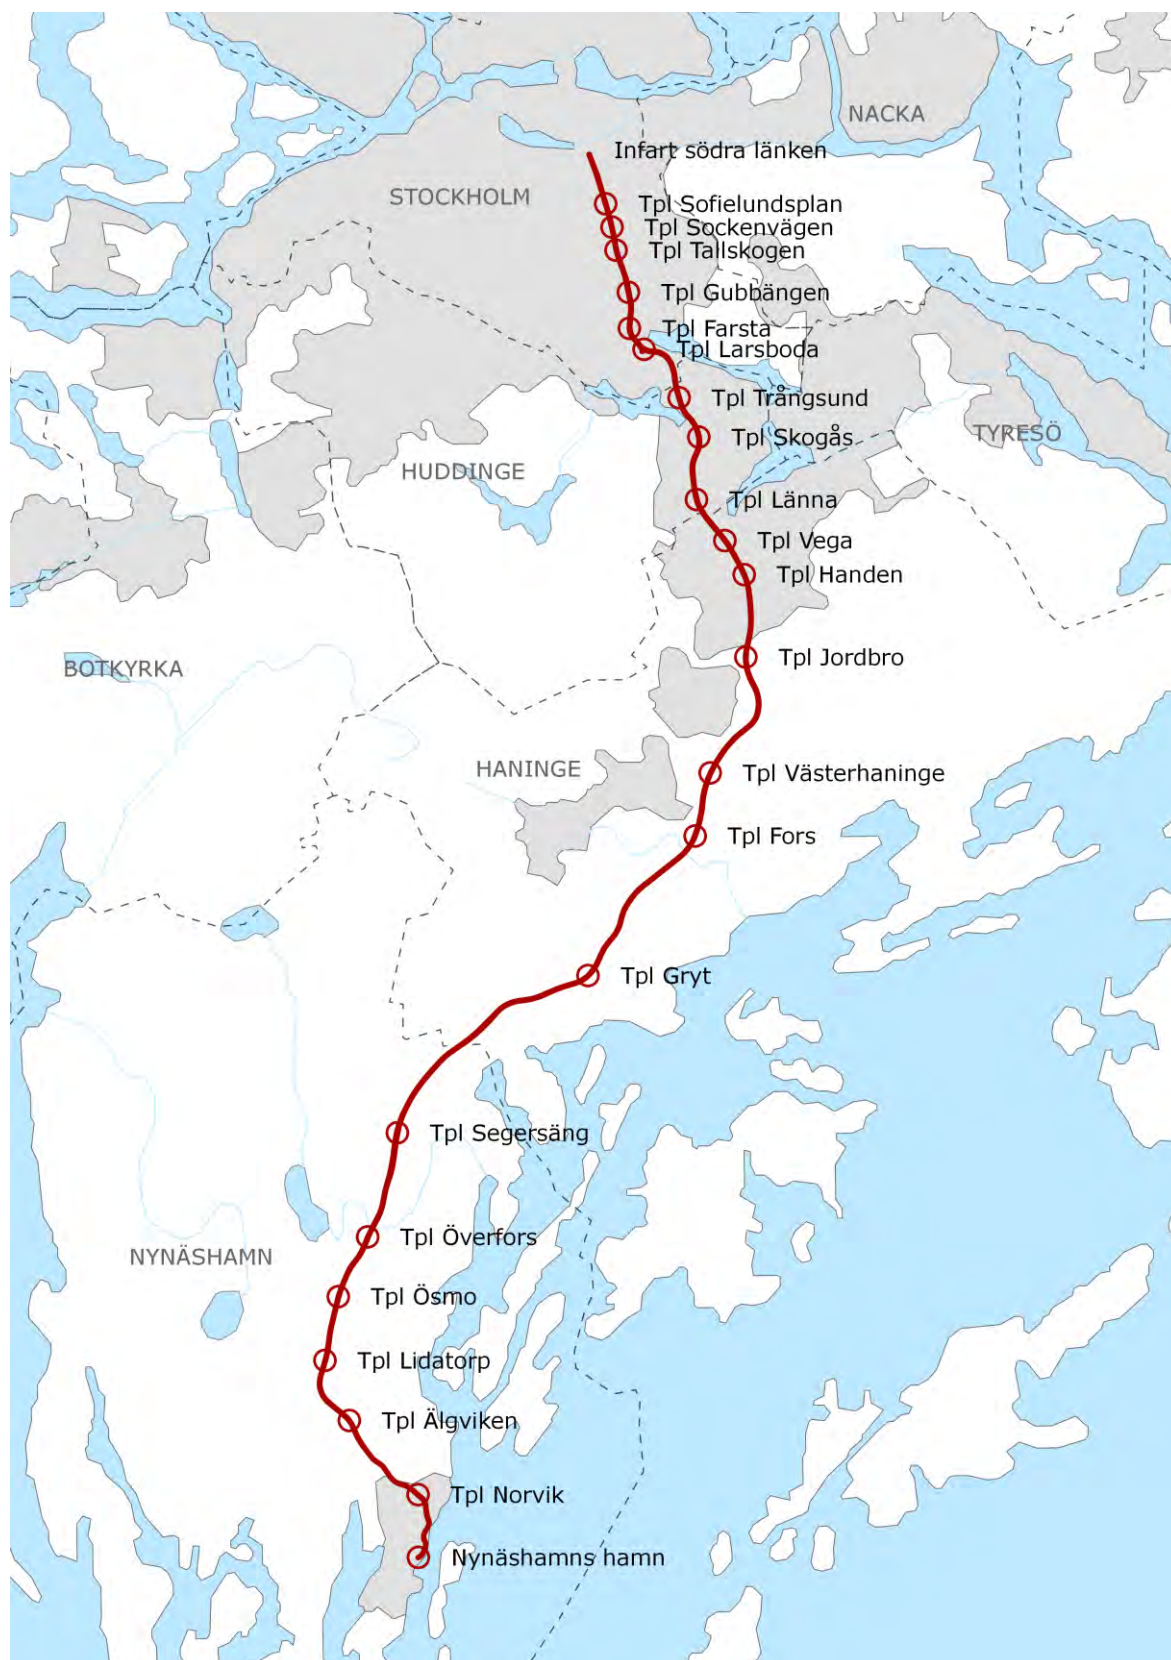 NACKA
Infart södra länken
STOCKHOLM
Tpl Sofielundsplan
Tpl Sockenvägen
Tpl Tallskogen
Tpl Gubbängen
Tpl Farsta
Tpl Larsboda
Tpl Trångsund
Tpl Skogås
TYRESÖ
HUDDINGE
Tpl Länna
Tpl Vega
Tpl Handen
Tpl Jordbro
BOTKYRKA
HANINGE
Tpl Västerhaninge
Tpl Fors
Tpl Gryt
Tpl Segersäng
Tpl Överfors
NYNÄSHAMN
Tpl Ösmo
Tpl Lidatorp
Tpl Älgviken
Tpl Norvik
Nynäshamns hamn